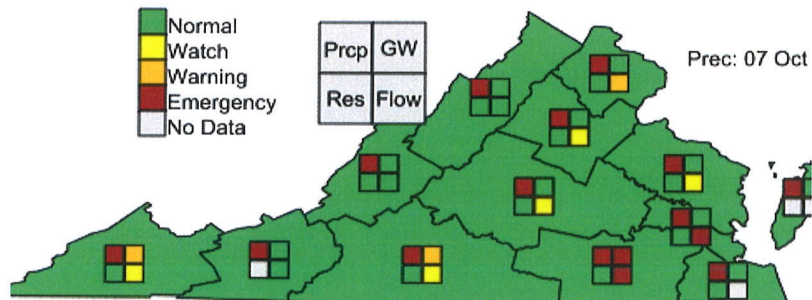 Normal
Watch
Warning
Emergency
No Data
Prcp GW
Res Flow
Prec: 07 Oct